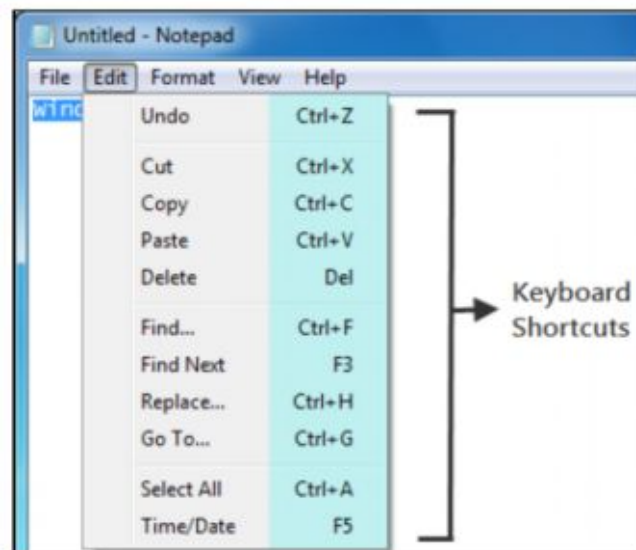 Untitled - Notepad
File Edit Format View Help
Undo Ctrl+Z
Cut Ctrl+X
Copy Ctrl+C
Paste Ctrl+V
Delete Del
Find... Ctrl+F
Find Next F3
Replace... Ctrl+H
Go To... Ctrl+G
Select All Ctrl+A
Time/Date F5
Keyboard
Shortcuts